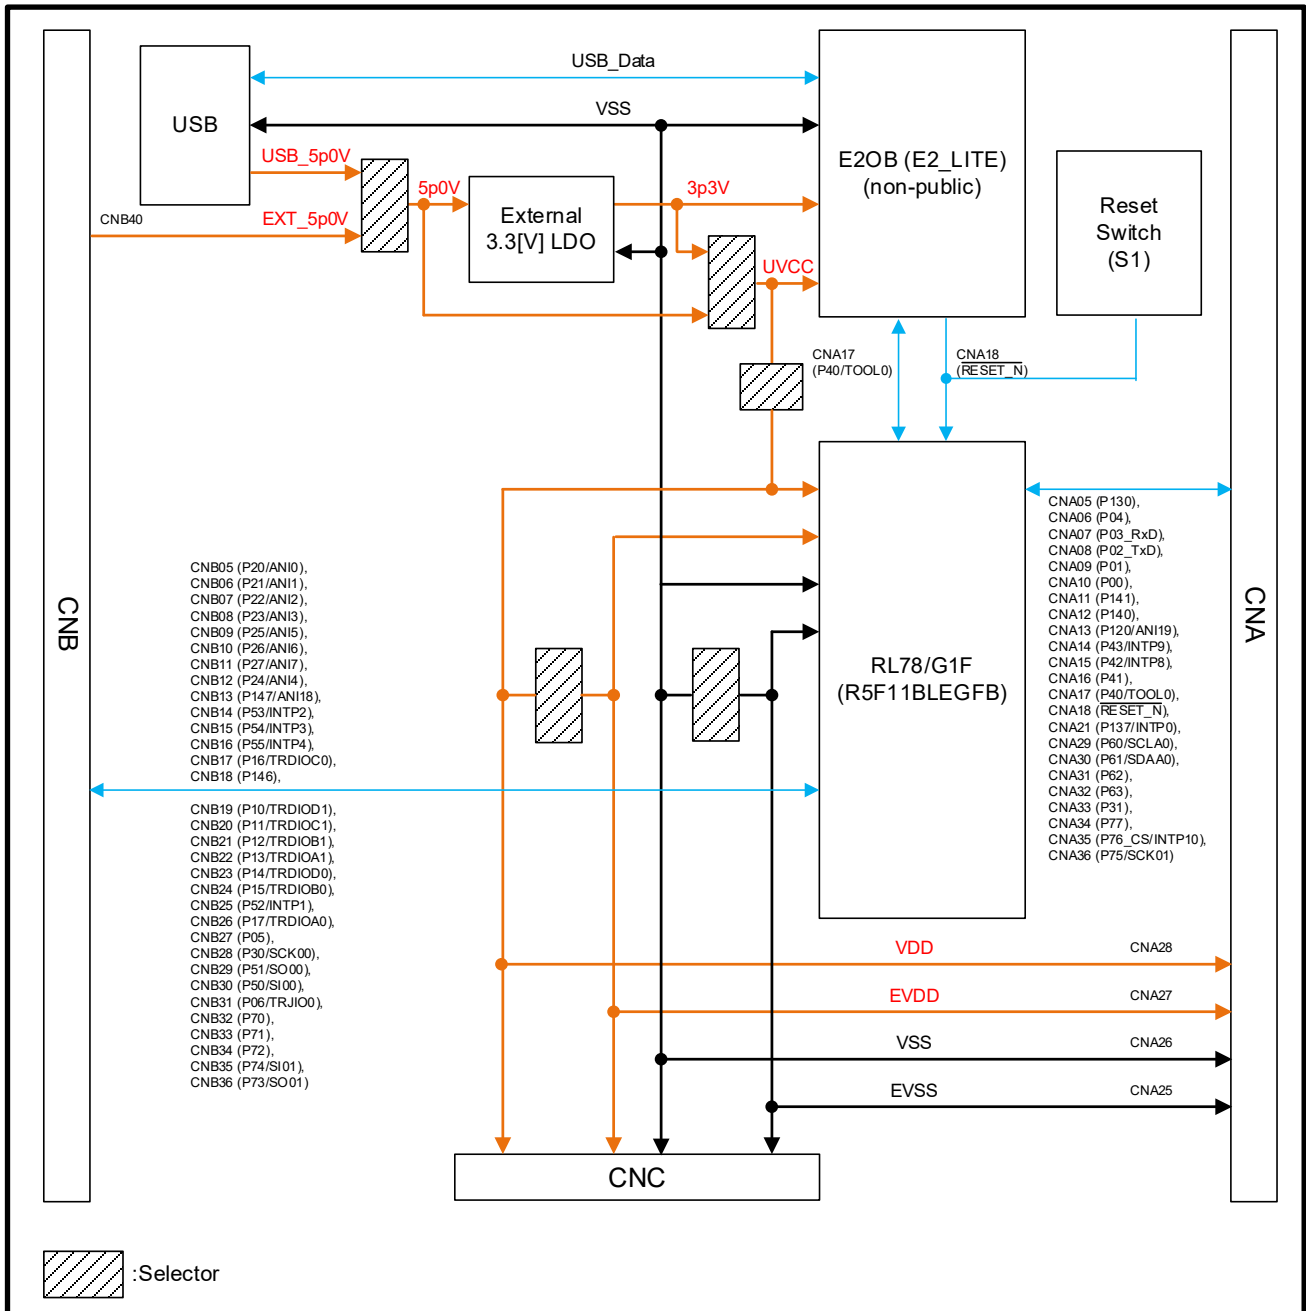 USB_Data
USB
VSS
E2OB (E2_LITE)
(non-public)
USB_5p0V
5p0V
3p3V
CNB40
EXT_5p0V
External
3.3[V] LDO
UVCC
Reset
Switch
(S1)
CNA17
(P40/TOOL0)
CNA18
(RESET_N)
CNB
CNB05 (P20/ANI0),
CNB06 (P21/ANI1),
CNB07 (P22/ANI2),
CNB08 (P23/ANI3),
CNB09 (P25/ANI5),
CNB10 (P26/ANI6),
CNB11 (P27/ANI7),
CNB12 (P24/ANI4),
CNB13 (P147/ANI18),
CNB14 (P53/INTP2),
CNB15 (P54/INTP3),
CNB16 (P55/INTP4),
CNB17 (P16/TRDIOC0),
CNB18 (P146),
CNB19 (P10/TRDIOD1),
CNB20 (P11/TRDIOC1),
CNB21 (P12/TRDIOB1),
CNB22 (P13/TRDIOA1),
CNB23 (P14/TRDIOD0),
CNB24 (P15/TRDIOB0),
CNB25 (P52/INTP1),
CNB26 (P17/TRDIOA0),
CNB27 (P05),
CNB28 (P30/SCK00),
CNB29 (P51/SO00),
CNB30 (P50/SI00),
CNB31 (P06/TRJIO0),
CNB32 (P70),
CNB33 (P71),
CNB34 (P72),
CNB35 (P74/SI01),
CNB36 (P73/SO01)
RL78/G1F
(R5F11BLEGFB)
CNA05 (P130),
CNA06 (P04),
CNA07 (P03_RxD),
CNA08 (P02_TxD),
CNA09 (P01),
CNA10 (P00),
CNA11 (P141),
CNA12 (P140),
CNA13 (P120/ANI19),
CNA14 (P43/INTP9),
CNA15 (P42/INTP8),
CNA16 (P41),
CNA17 (P40/TOOL0),
CNA18 (RESET_N),
CNA21 (P137/INTP0),
CNA29 (P60/SCLA0),
CNA30 (P61/SDAA0),
CNA31 (P62),
CNA32 (P63),
CNA33 (P31),
CNA34 (P77),
CNA35 (P76_CS/INTP10),
CNA36 (P75/SCK01)
CNA
VDD CNA28
EVDD CNA27
VSS CNA26
EVSS CNA25
CNC
:Selector